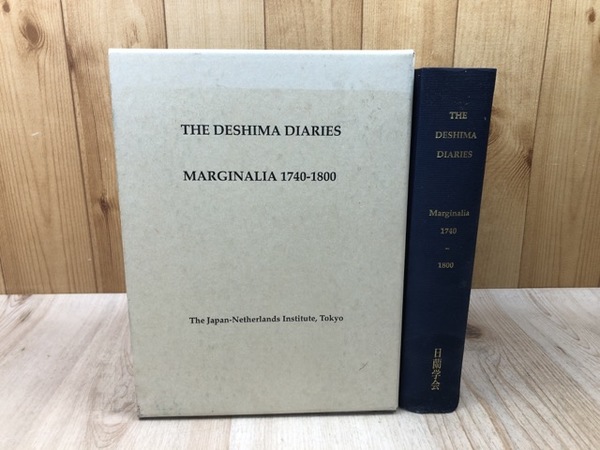 THE DESHIMA DIARIES
MARGINALIA 1740-1800
The Japan-Netherlands Institute, Tokyo
THE
DESHIMA
DIARIES
Marginalia
1740
-
1800
日蘭学会